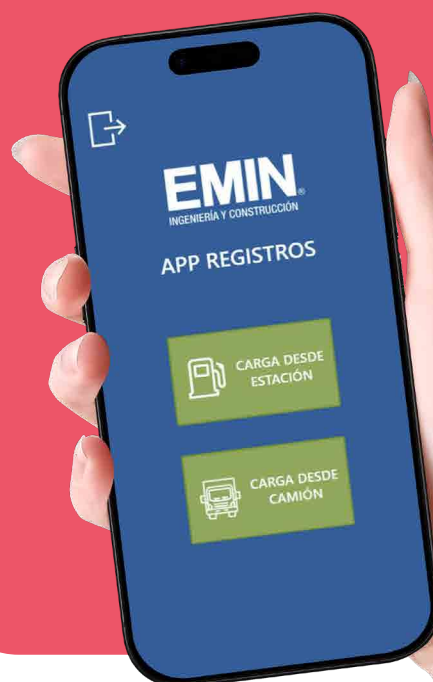 EMIN®
INGENIERÍA Y CONSTRUCCIÓN
APP REGISTROS
CARGA DESDE
ESTACIÓN
CARGA DESDE
CAMIÓN